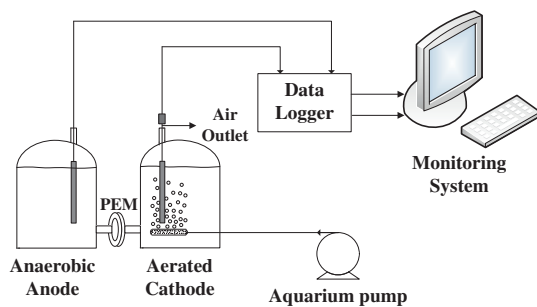 Data
Logger
Air
Outlet
Monitoring
System
PEM
Anaerobic
Anode
Aerated
Cathode
Aquarium pump